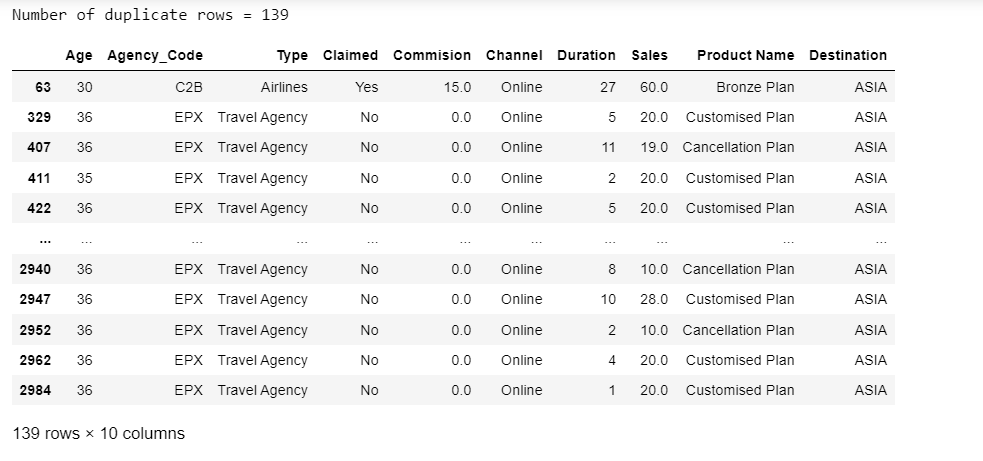 Number of duplicate rows = 139
Age Agency_Code Type Claimed Commision Channel Duration Sales Product Name Destination
63 30 C2B Airlines Yes 15.0 Online 27 60.0 Bronze Plan ASIA
329 36 EPX Travel Agency No 0.0 Online 5 20.0 Customised Plan ASIA
407 36 EPX Travel Agency No 0.0 Online 11 19.0 Cancellation Plan ASIA
411 35 EPX Travel Agency No 0.0 Online 2 20.0 Customised Plan ASIA
422 36 EPX Travel Agency No 0.0 Online 5 20.0 Customised Plan ASIA
... ... ... ... ... ... ... ... ... ... ...
2940 36 EPX Travel Agency No 0.0 Online 8 10.0 Cancellation Plan ASIA
2947 36 EPX Travel Agency No 0.0 Online 10 28.0 Customised Plan ASIA
2952 36 EPX Travel Agency No 0.0 Online 2 10.0 Cancellation Plan ASIA
2962 36 EPX Travel Agency No 0.0 Online 4 20.0 Customised Plan ASIA
2984 36 EPX Travel Agency No 0.0 Online 1 20.0 Customised Plan ASIA
139 rows × 10 columns